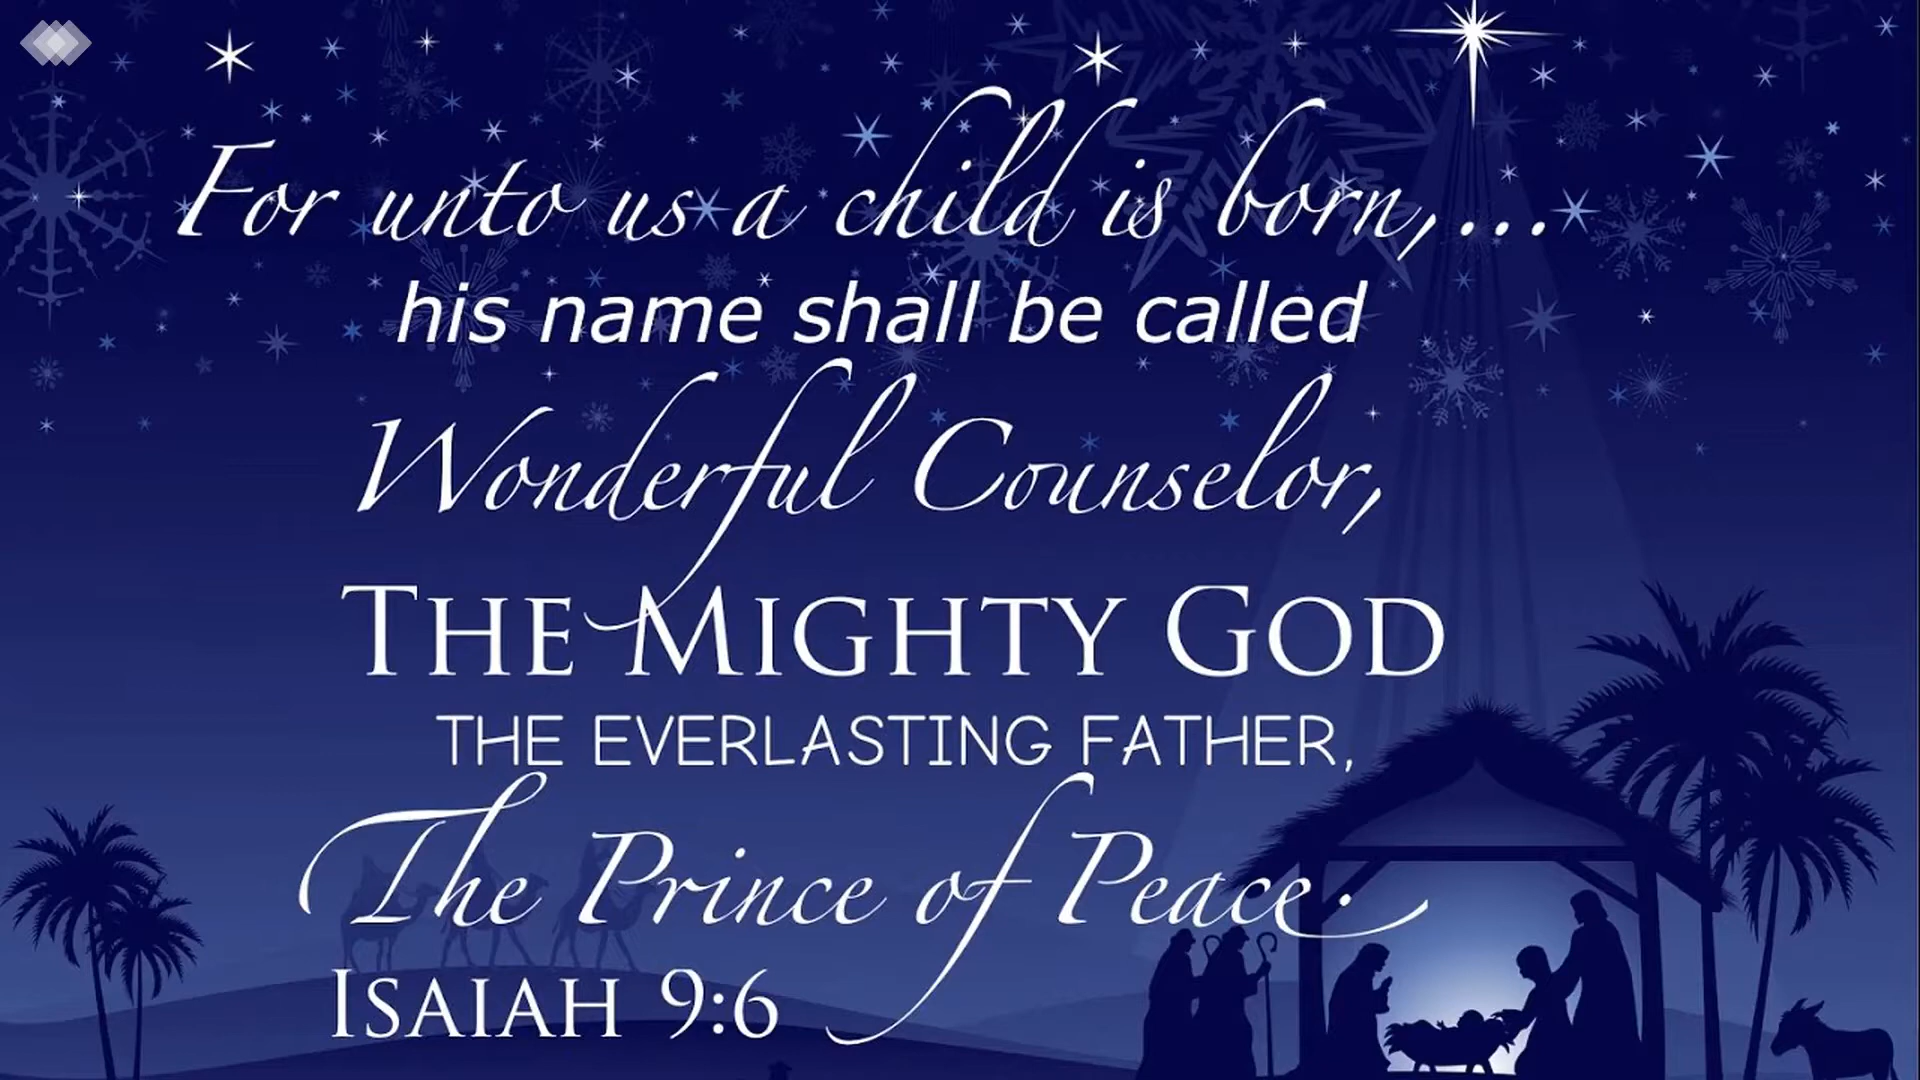 For unto us a child is born,...
his name shall be called
Wonderful Counselor,
THE MIGHTY GOD
THE EVERLASTING FATHER,
The Prince of Peace.
ISAIAH 9:6